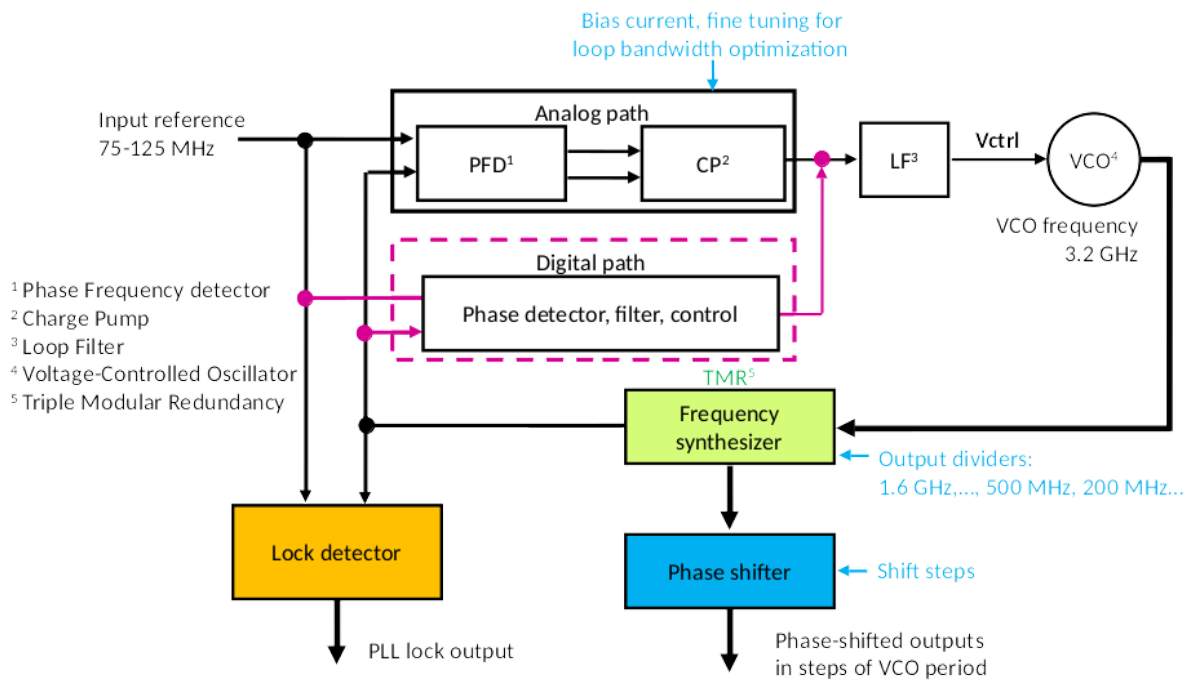 Bias current, fine tuning for
loop bandwidth optimization
Input reference
75-125 MHz
Analog path
PFD¹
CP²
LF³
Vctrl
VCO⁴
VCO frequency
3.2 GHz
Digital path
Phase detector, filter, control
¹ Phase Frequency detector
² Charge Pump
³ Loop Filter
⁴ Voltage-Controlled Oscillator
⁵ Triple Modular Redundancy
TMR⁵
Frequency
synthesizer
Output dividers:
1.6 GHz,..., 500 MHz, 200 MHz...
Lock detector
Phase shifter
Shift steps
PLL lock output
Phase-shifted outputs
in steps of VCO period